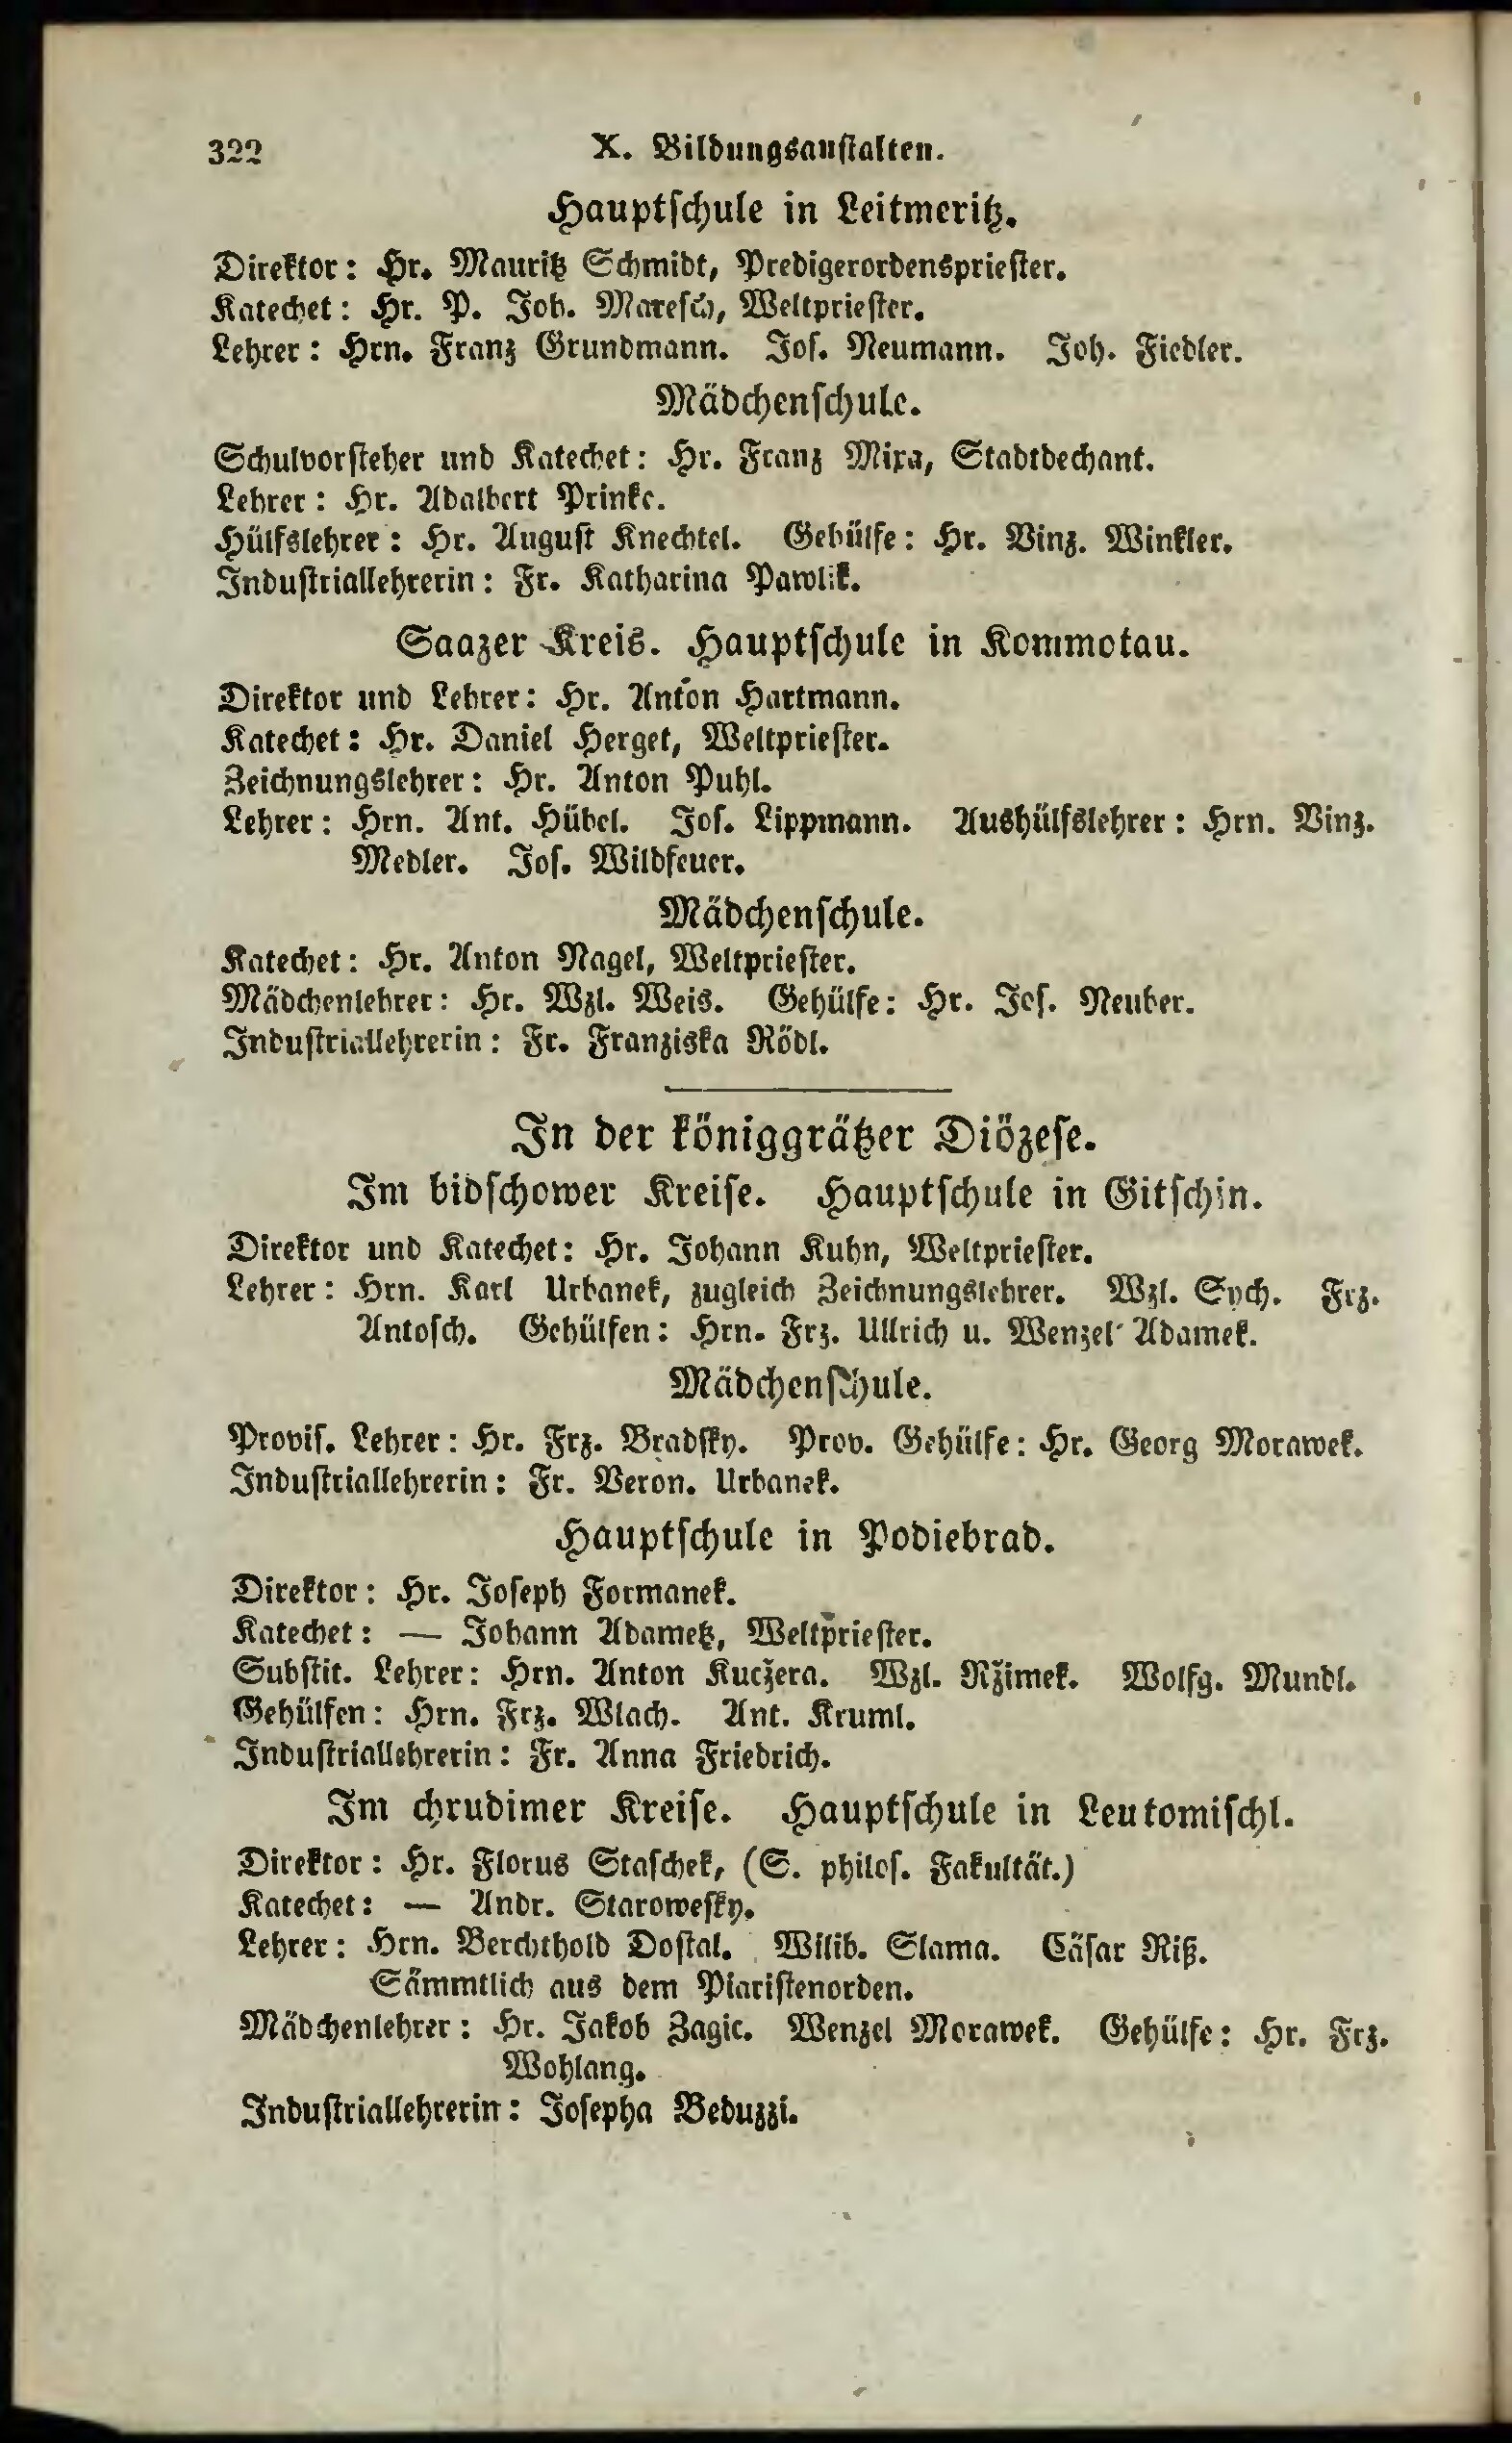 322 X. Bildungsanstalten.
Hauptschule in Leitmeritz.
Direktor: Hr. Mauritz Schmidt, Predigerordenspriester.
Katechet: Hr. P. Joh. Maresch, Weltpriester.
Lehrer: Hrn. Franz Grundmann. Jos. Neumann. Joh. Fiedler.
Mädchenschule.
Schulvorsteher und Katechet: Hr. Franz Mixa, Stadtdechant.
Lehrer: Hr. Adalbert Prinke.
Hülfslehrer: Hr. August Knechtel. Gehülfe: Hr. Vinz. Winkler.
Industriallehrerin: Fr. Katharina Pawlik.
Saazer Kreis. Hauptschule in Kommotau.
Direktor und Lehrer: Hr. Anton Hartmann.
Katechet: Hr. Daniel Herget, Weltpriester.
Zeichnungslehrer: Hr. Anton Puhl.
Lehrer: Hrn. Ant. Hübel. Jos. Lippmann. Aushülfslehrer: Hrn. Vinz.
Medler. Jos. Wildfeuer.
Mädchenschule.
Katechet: Hr. Anton Nagel, Weltpriester.
Mädchenlehrer: Hr. Wzl. Weis. Gehülfe: Hr. Jos. Neuber.
Industriallehrerin: Fr. Franziska Rödl.
In der königgrätzer Diözese.
Im bidschower Kreise. Hauptschule in Gitschin.
Direktor und Katechet: Hr. Johann Kuhn, Weltpriester.
Lehrer: Hrn. Karl Urbanek, zugleich Zeichnungslehrer. Wzl. Sych. Frz.
Antosch. Gehülfen: Hrn. Frz. Ullrich u. Wenzel Adamek.
Mädchenschule.
Provis. Lehrer: Hr. Frz. Bradsky. Prov. Gehülfe: Hr. Georg Morawek.
Industriallehrerin: Fr. Veron. Urbanek.
Hauptschule in Podiebrad.
Direktor: Hr. Joseph Formanek.
Katechet: — Johann Adametz, Weltpriester.
Substit. Lehrer: Hrn. Anton Kučzera. Wzl. Ržimek. Wolfg. Mundl.
Gehülfen: Hrn. Frz. Wlach. Ant. Kruml.
Industriallehrerin: Fr. Anna Friedrich.
Im chrudimer Kreise. Hauptschule in Leutomischl.
Direktor: Hr. Florus Staschek, (S. philos. Fakultät.)
Katechet: — Andr. Starowesky.
Lehrer: Hrn. Berchthold Dostal. Wilib. Slama. Cäsar Riß.
Sämmtlich aus dem Piaristenorden.
Mädchenlehrer: Hr. Jakob Zagic. Wenzel Morawek. Gehülfe: Hr. Frz.
Wohlang.
Industriallehrerin: Josepha Beduzzi.